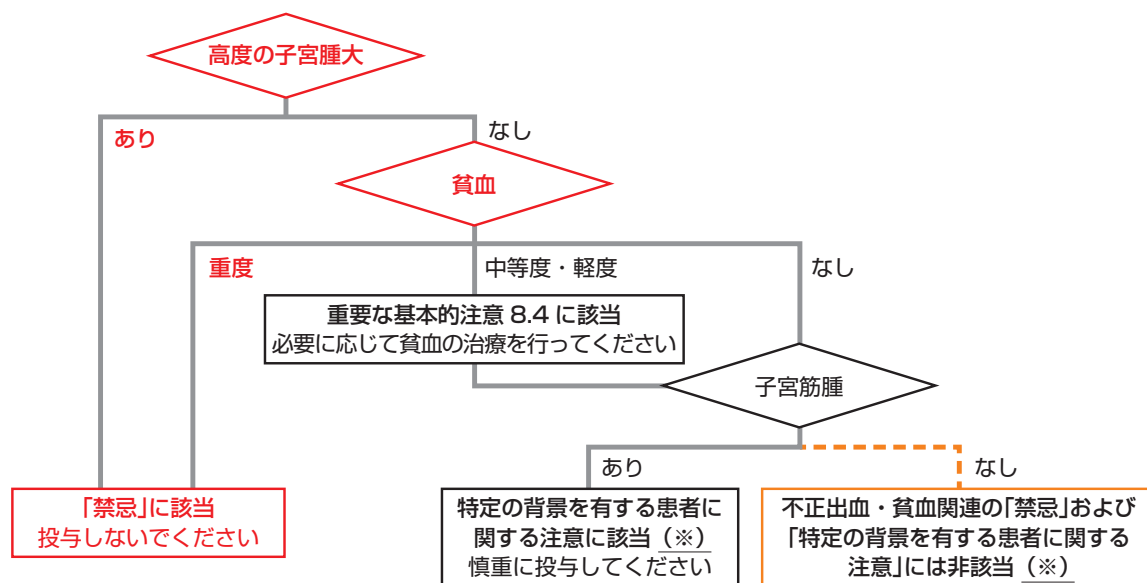 高度の子宮腫大
あり
なし
貧血
重度
中等度・軽度
なし
重要な基本的注意 8.4 に該当
必要に応じて貧血の治療を行ってください
子宮筋腫
あり
なし
「禁忌」に該当
投与しないでください
特定の背景を有する患者に
関する注意に該当(※)
慎重に投与してください
不正出血・貧血関連の「禁忌」および
「特定の背景を有する患者に関する
注意」には非該当(※)